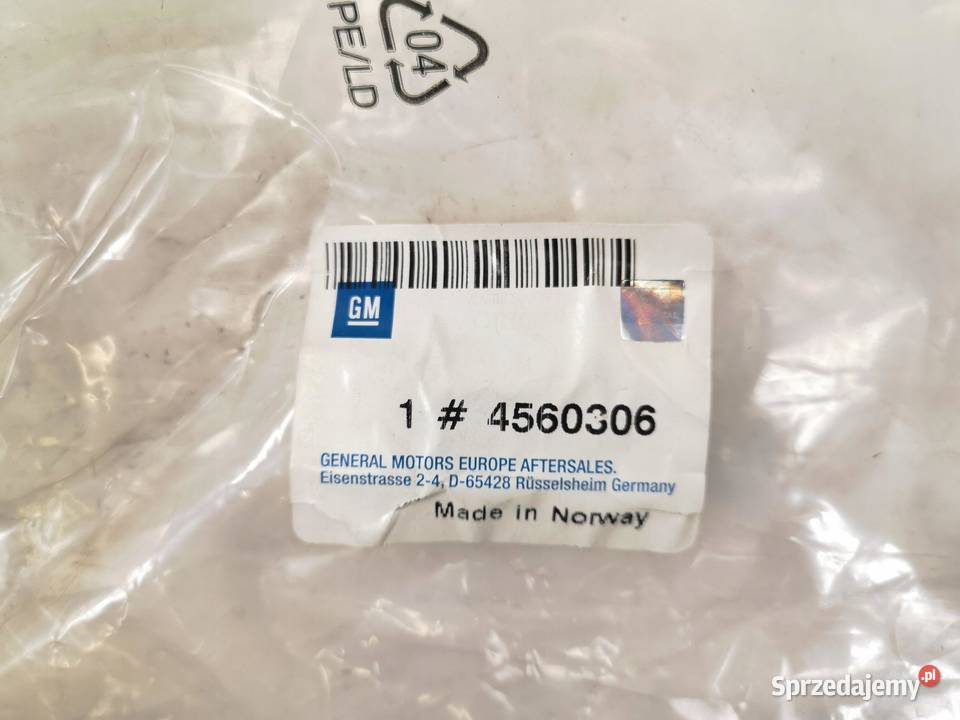 04
PE/LD
GM
1 # 4560306
GENERAL MOTORS EUROPE AFTERSALES.
Eisenstrasse 2-4, D-65428 Rüsselsheim Germany
Made in Norway
Sprzedajemy.pl